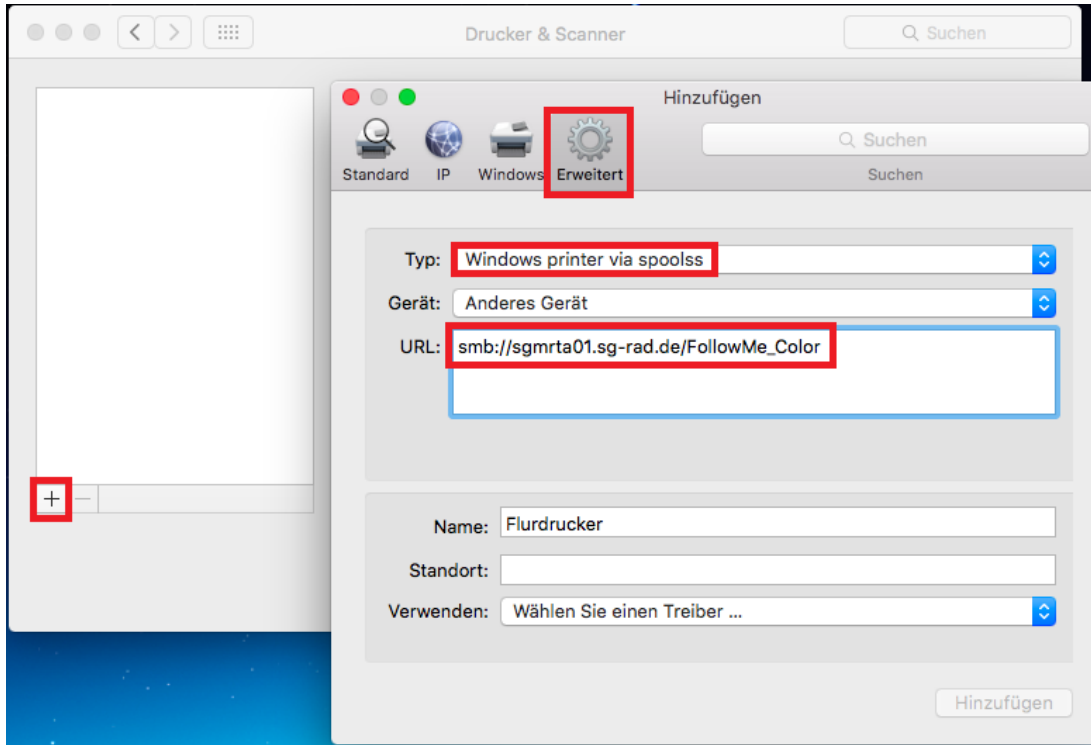 Drucker & Scanner
Suchen
Hinzufügen
Standard IP Windows Erweitert
Suchen
Suchen
Typ: Windows printer via spoolss
Gerät: Anderes Gerät
URL: smb://sgmrta01.sg-rad.de/FollowMe_Color
Name: Flurdrucker
Standort:
Verwenden: Wählen Sie einen Treiber ...
Hinzufügen